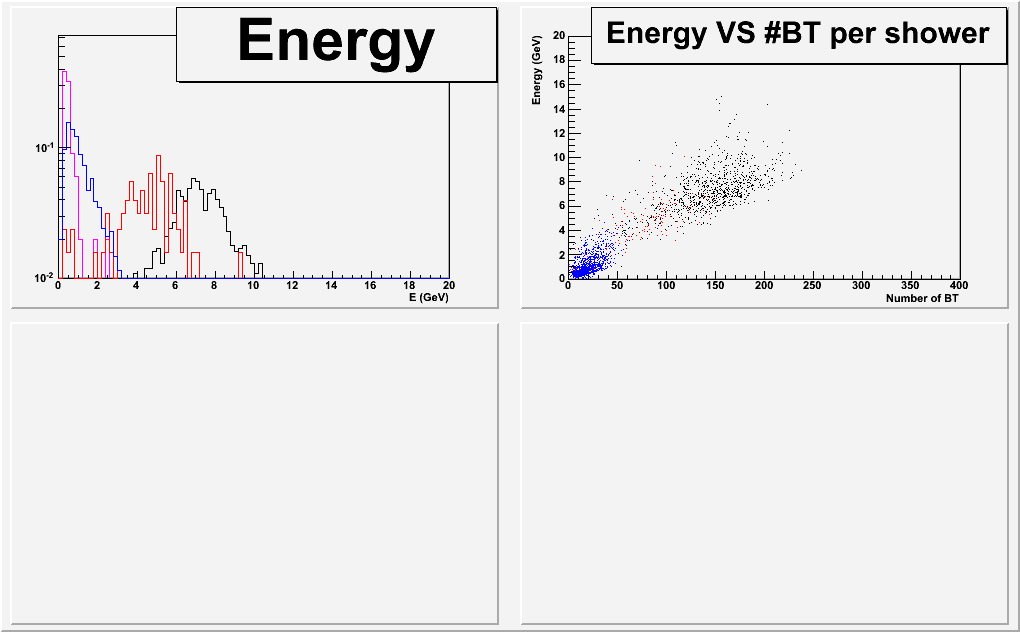 Energy
10-1
10-2
0 2 4 6 8 10 12 14 16 18 20
E (GeV)
Energy VS #BT per shower
Energy (GeV)
20
18
16
14
12
10
8
6
4
2
0
0 50 100 150 200 250 300 350 400
Number of BT